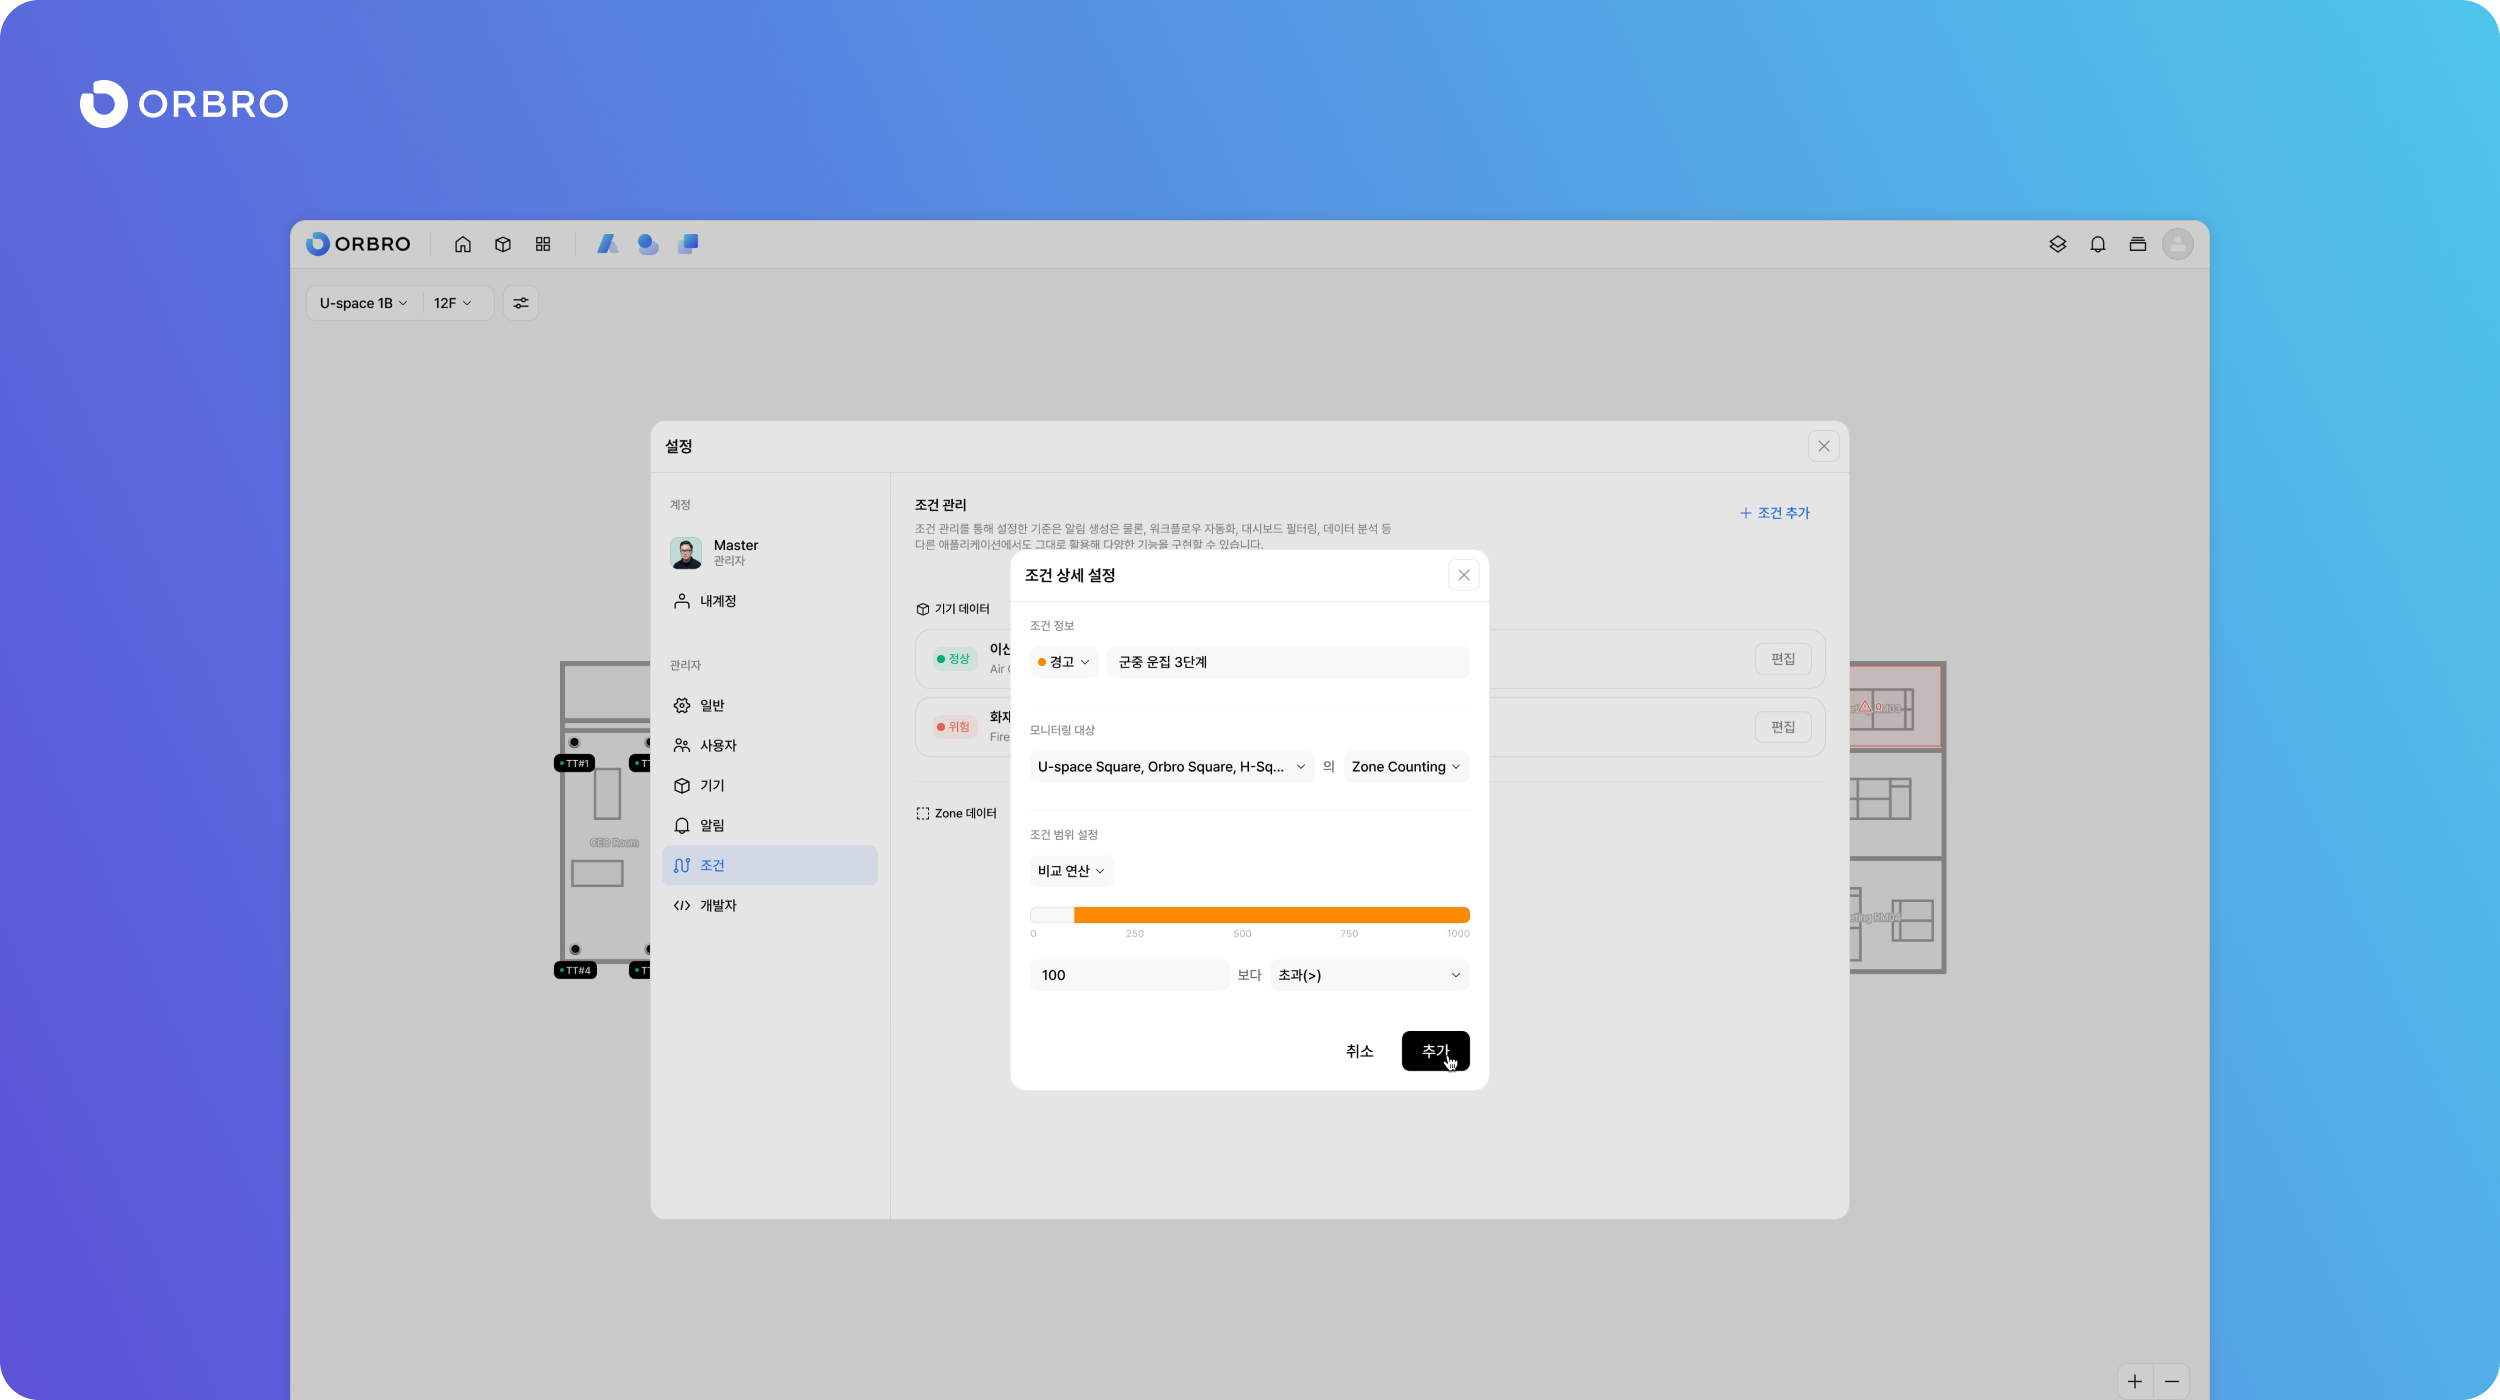 ORBRO
ORBRO
U-space 1B
12F
설정
계정
Master
관리자
내계정
관리자
일반
사용자
기기
알림
조건
개발자
조건 관리
조건 관리를 통해 설정한 기준은 알림 생성은 물론, 워크플로우 자동화, 대시보드 필터링, 데이터 분석 등
다른 애플리케이션에서도 그대로 활용해 다양한 기능을 구현할 수 있습니다.
조건 추가
기기 데이터
정상
Air
편집
위험
화재
Fire
편집
Zone 데이터
조건 상세 설정
조건 정보
경고
군중 운집 3단계
모니터링 대상
U-space Square, Orbro Square, H-Sq...
의
Zone Counting
조건 범위 설정
비교 연산
0 250 500 750 1000
100
보다
초과(>)
취소
추가
TT#1
CEO Room
TT#4